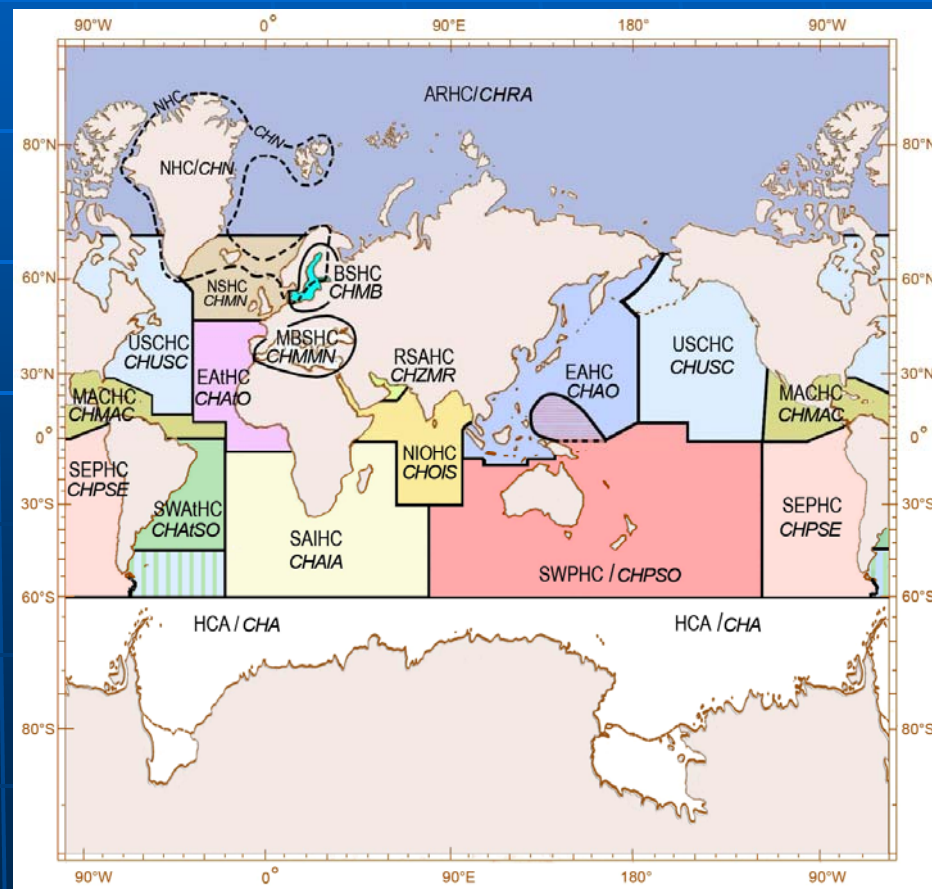 90°W 0° 90°E 180° 90°W
ARHC/CHRA
NHC
CHN
80°N 80°N
NHC/CHN
60°N 60°N
BSHC
CHMB
NSHC
CHMN
USCHC
CHUSC
MBSHC
CHMMN
USCHC
CHUSC
RSAHC
CHZMR
EAtHC
CHAtO
EAHC
CHAO
30°N 30°N
MACHC
CHMAC
MACHC
CHMAC
0° 0°
NIOHC
CHOIS
SEPHC
CHPSE
SWAtHC
CHAtSO
SEPHC
CHPSE
30°S 30°S
SAIHC
CHAIA
SWPHC / CHPSO
60°S 60°S
HCA / CHA HCA / CHA
80°S 80°S
90°W 0° 90°E 180° 90°W